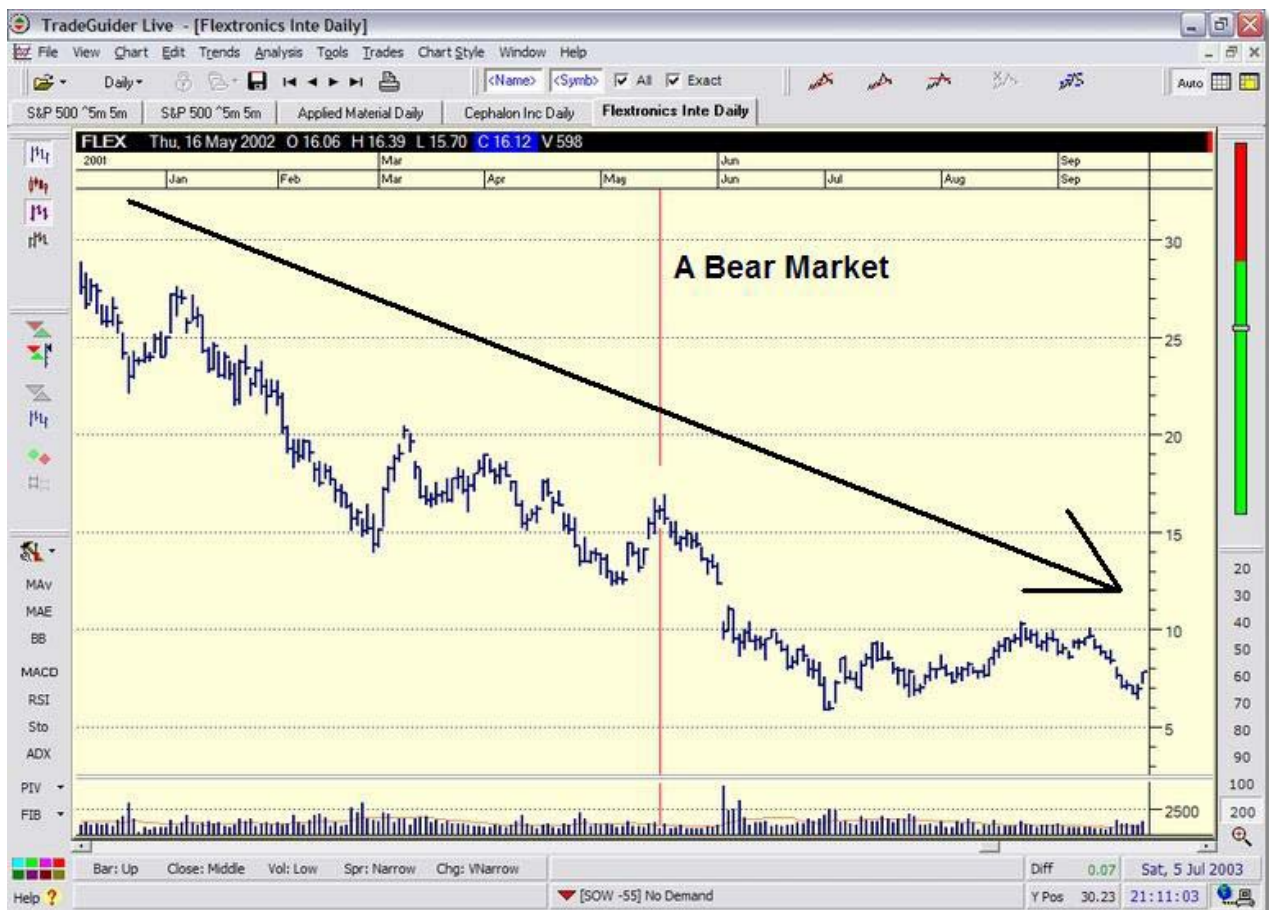 TradeGuider Live - [Flextronics Inte Daily]
File View Chart Edit Trends Analysis Tools Trades Chart Style Window Help
Daily <Name> <Symb> All Exact Auto
S&P 500 ^5m 5m S&P 500 ^5m 5m Applied Material Daily Cephalon Inc Daily Flextronics Inte Daily
FLEX Thu, 16 May 2002 O 16.06 H 16.39 L 15.70 C 16.12 V 598
2001 Mar Jun Sep
Jan Feb Mar Apr May Jun Jul Aug Sep
A Bear Market
30
25
20
15
10
5
2500
MAv
MAE
BB
MACD
RSI
Sto
ADX
PIV
FIB
20
30
40
50
60
70
80
90
100
200
Bar: Up Close: Middle Vol: Low Spr: Narrow Chg: VNarrow Diff 0.07 Sat, 5 Jul 2003
Help ? [SOW -55] No Demand Y Pos 30.23 21:11:03